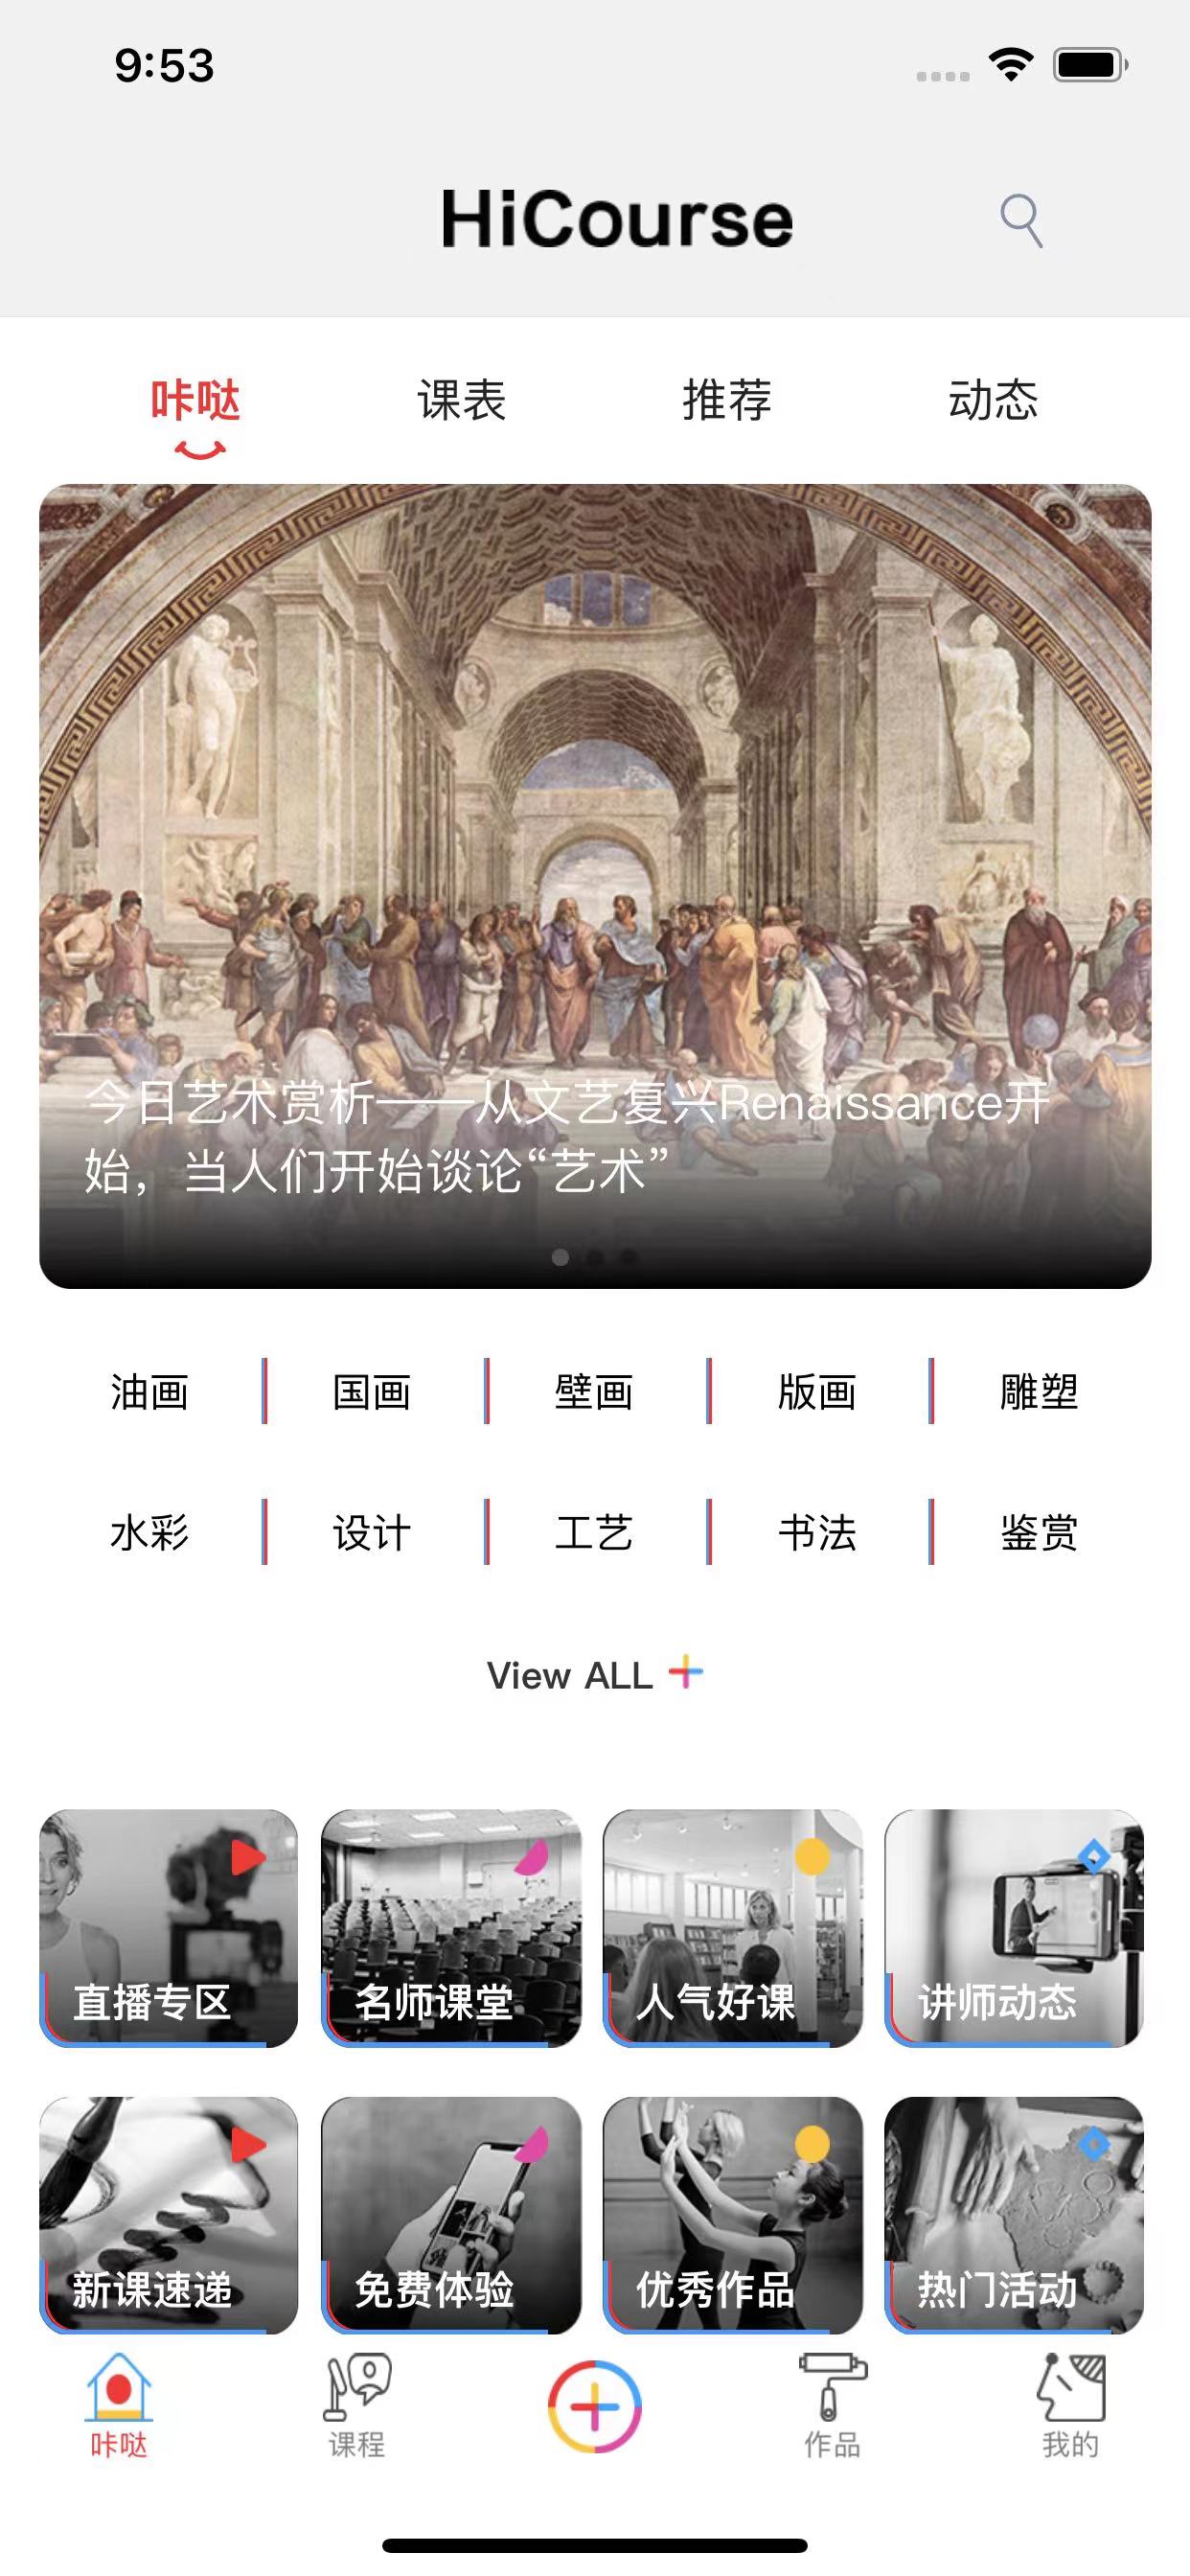 9:53
HiCourse
咔哒 课表 推荐 动态
今日艺术赏析——从文艺复兴Renaissance开
始，当人们开始谈论“艺术”
油画 国画 壁画 版画 雕塑
水彩 设计 工艺 书法 鉴赏
View ALL
直播专区 名师课堂 人气好课 讲师动态
新课速递 免费体验 优秀作品 热门活动
咔哒 课程 作品 我的